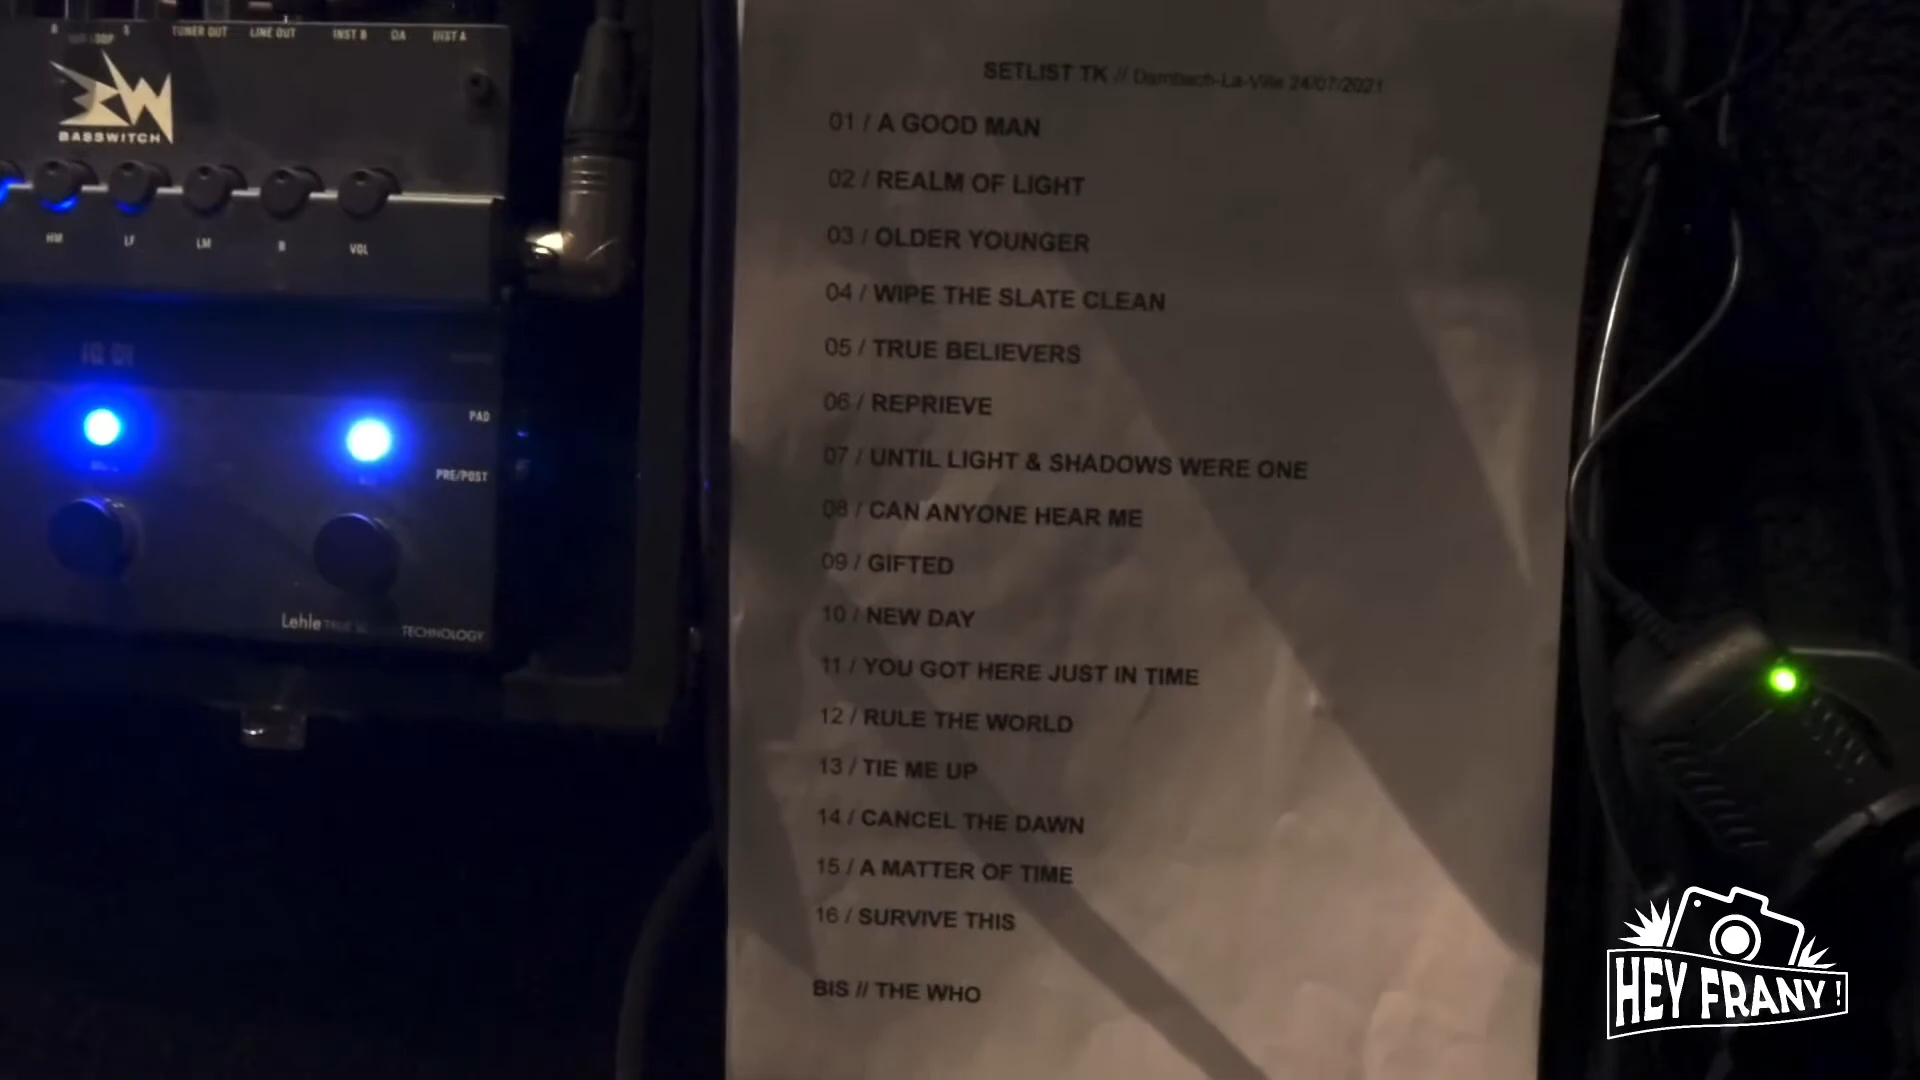 TUNER OUT LINE OUT INST B DA INST A
BASSWITCH
HM LF LM B VOL
PAD
PRE/POST
Lehle TRUE TECHNOLOGY
SETLIST TK // Dambach-La-Ville 24/07/2021
01 / A GOOD MAN
02 / REALM OF LIGHT
03 / OLDER YOUNGER
04 / WIPE THE SLATE CLEAN
05 / TRUE BELIEVERS
06 / REPRIEVE
07 / UNTIL LIGHT & SHADOWS WERE ONE
08 / CAN ANYONE HEAR ME
09 / GIFTED
10 / NEW DAY
11 / YOU GOT HERE JUST IN TIME
12 / RULE THE WORLD
13 / TIE ME UP
14 / CANCEL THE DAWN
15 / A MATTER OF TIME
16 / SURVIVE THIS
BIS // THE WHO
HEY FRANY !